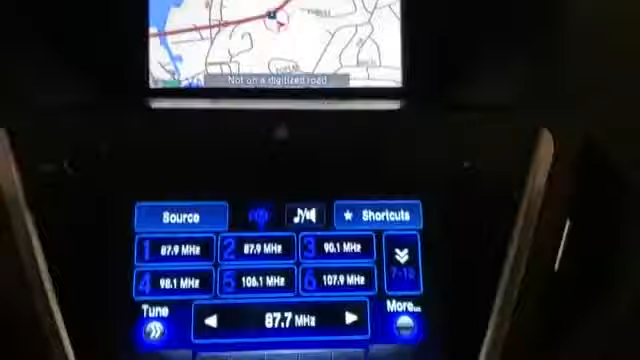 Not on a digitized road
Source
★ Shortcuts
1 87.9 MHz
2 87.9 MHz
3 90.1 MHz
4 98.1 MHz
5 106.1 MHz
6 107.9 MHz
7-12
Tune
87.7 MHz
More...